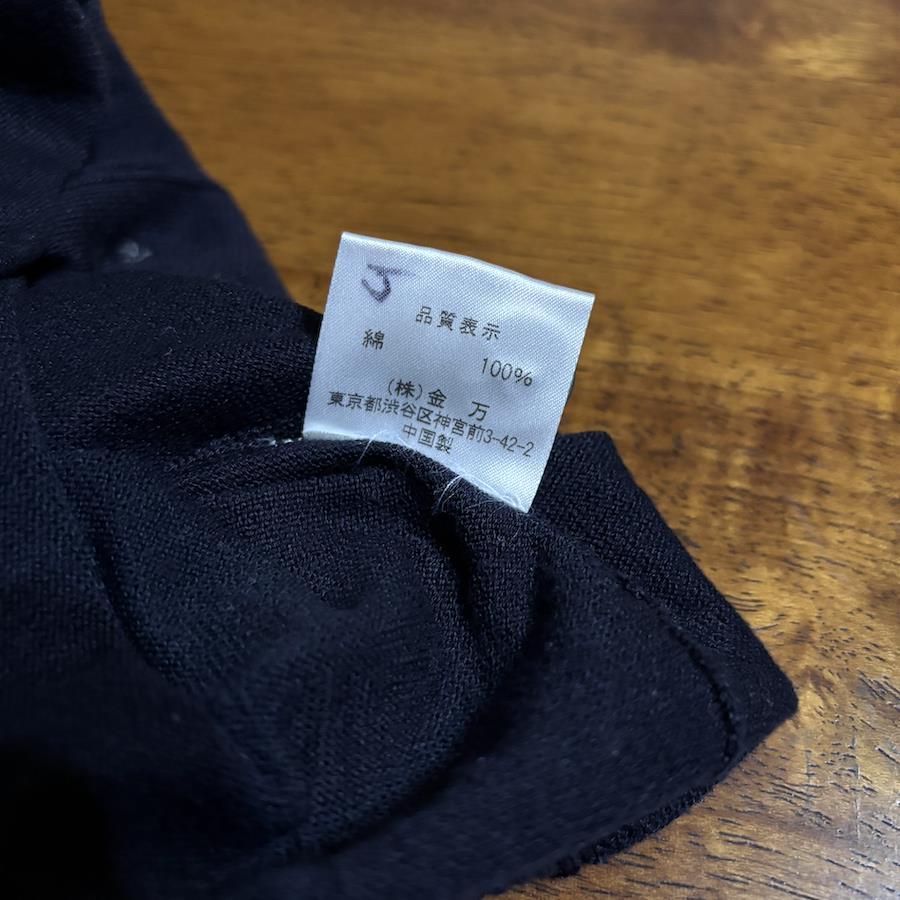 品質表示
綿 100%
(株)金 万
東京都渋谷区神宮前3-42-2
中国製